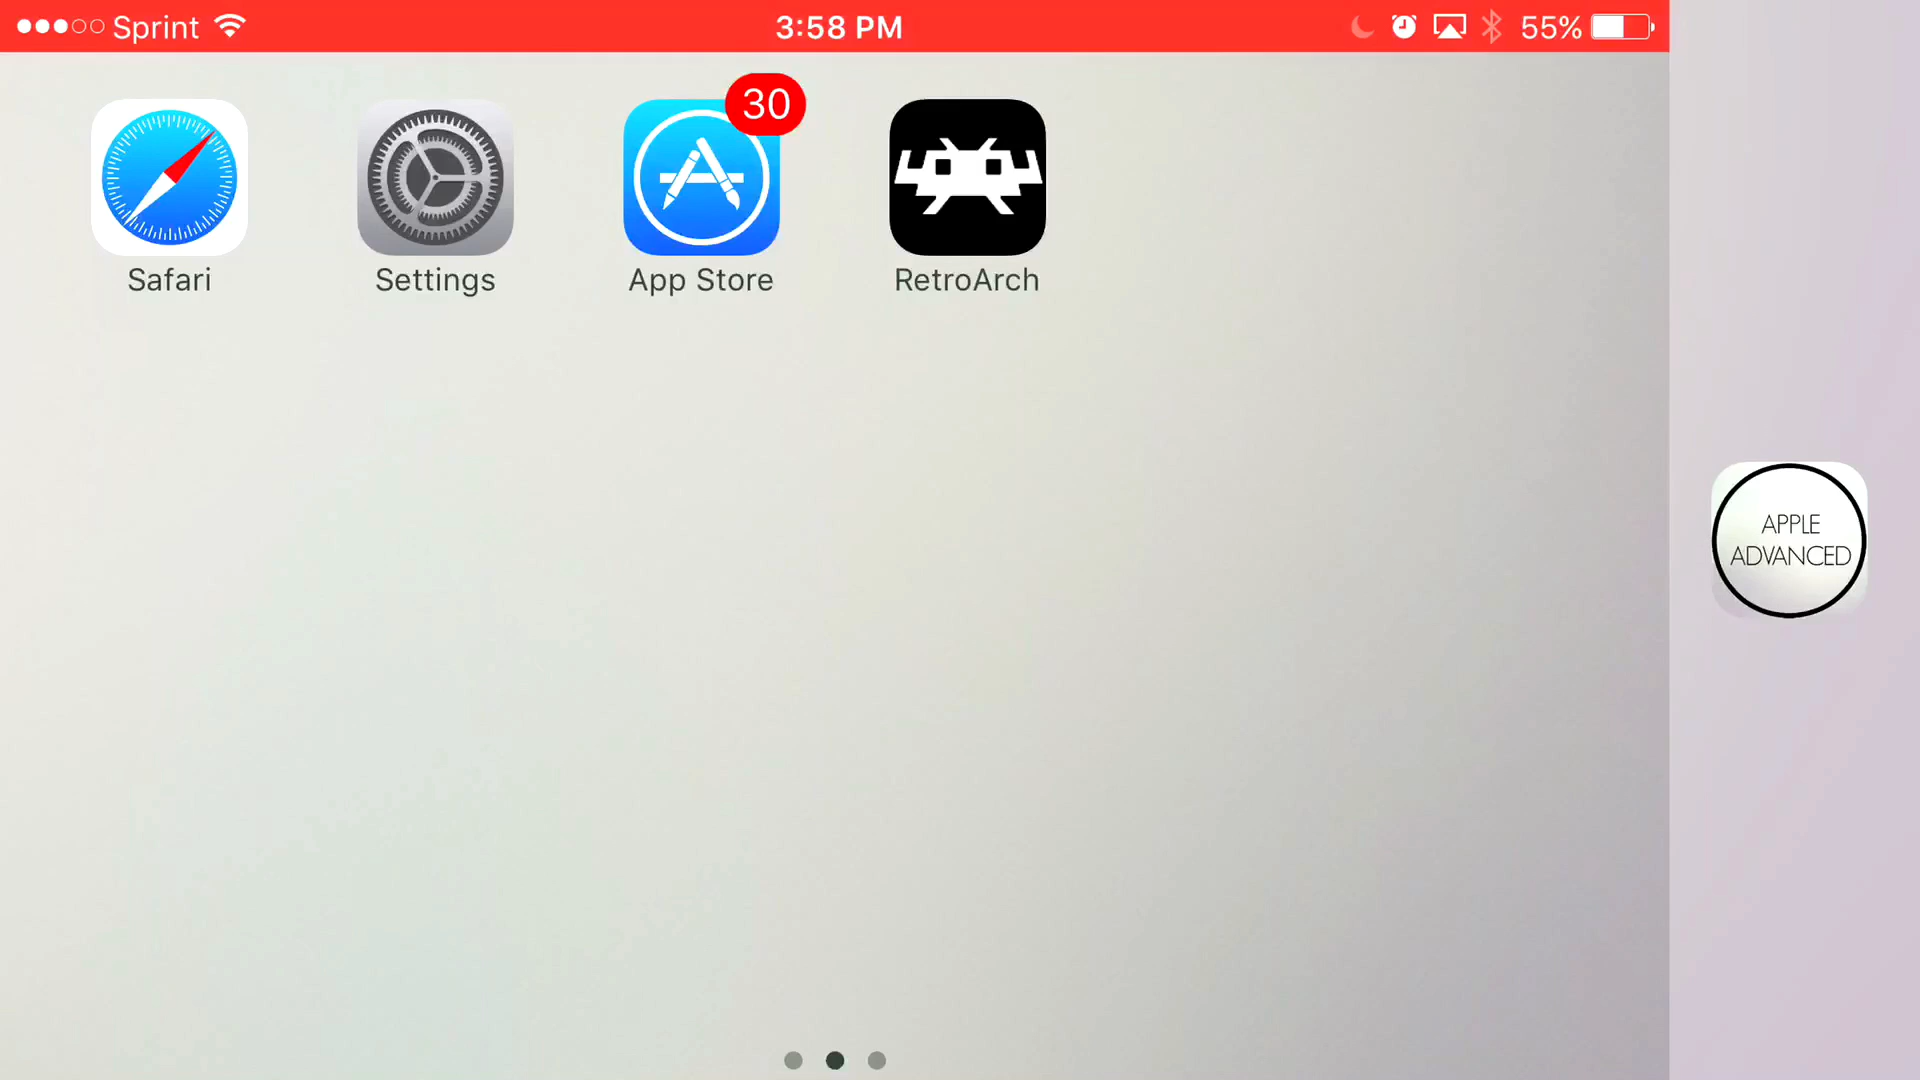 Sprint 3:58 PM 55%
30
Safari Settings App Store RetroArch
APPLE
ADVANCED